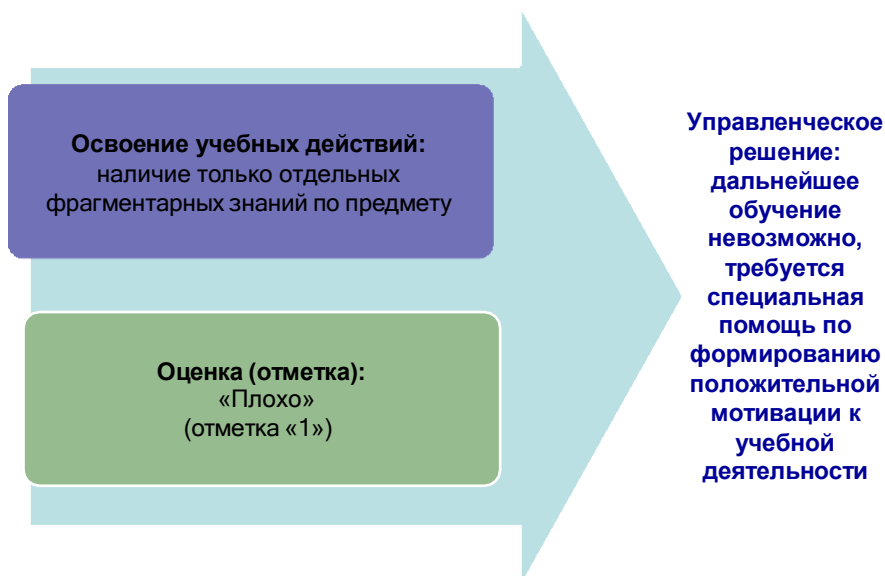 Освоение учебных действий:
наличие только отдельных
фрагментарных знаний по предмету
Оценка (отметка):
«Плохо»
(отметка «1»)
Управленческое
решение:
дальнейшее
обучение
невозможно,
требуется
специальная
помощь по
формированию
положительной
мотивации к
учебной
деятельности